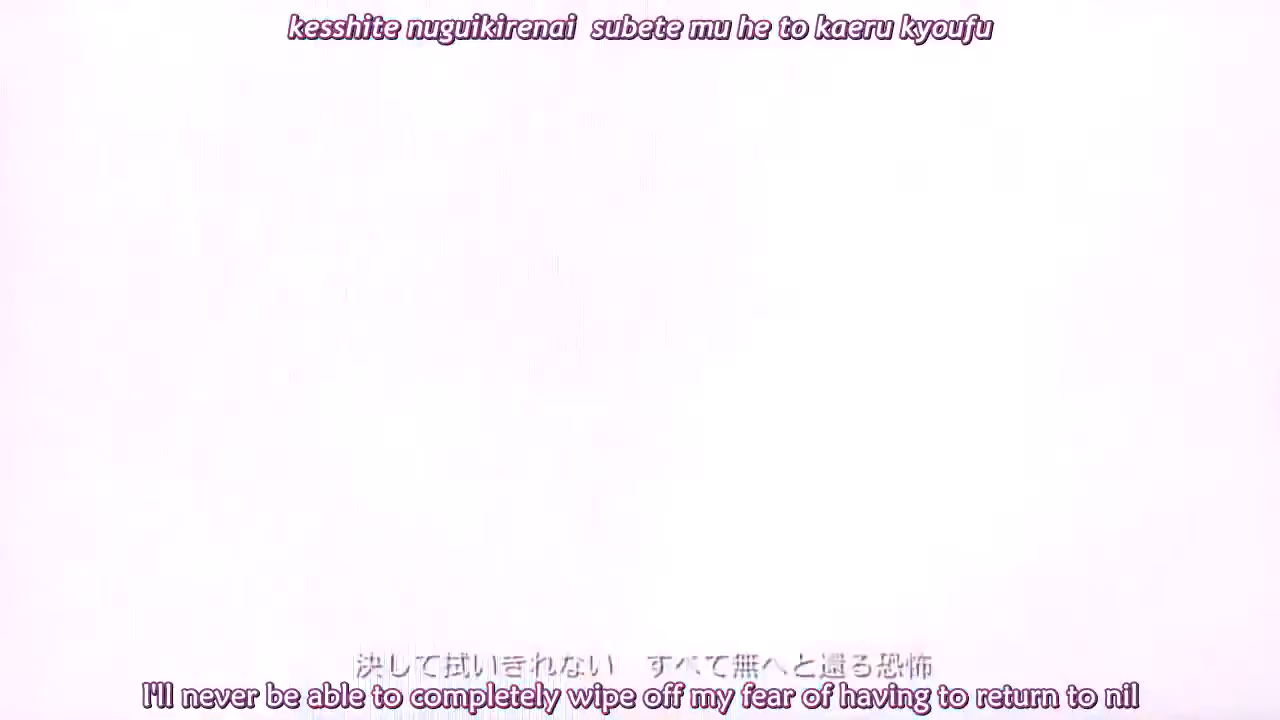 kesshite nuguikirenai  subete mu he to kaeru kyoufu
決して拭いきれない　すべて無へと還る恐怖
I'll never be able to completely wipe off my fear of having to return to nil